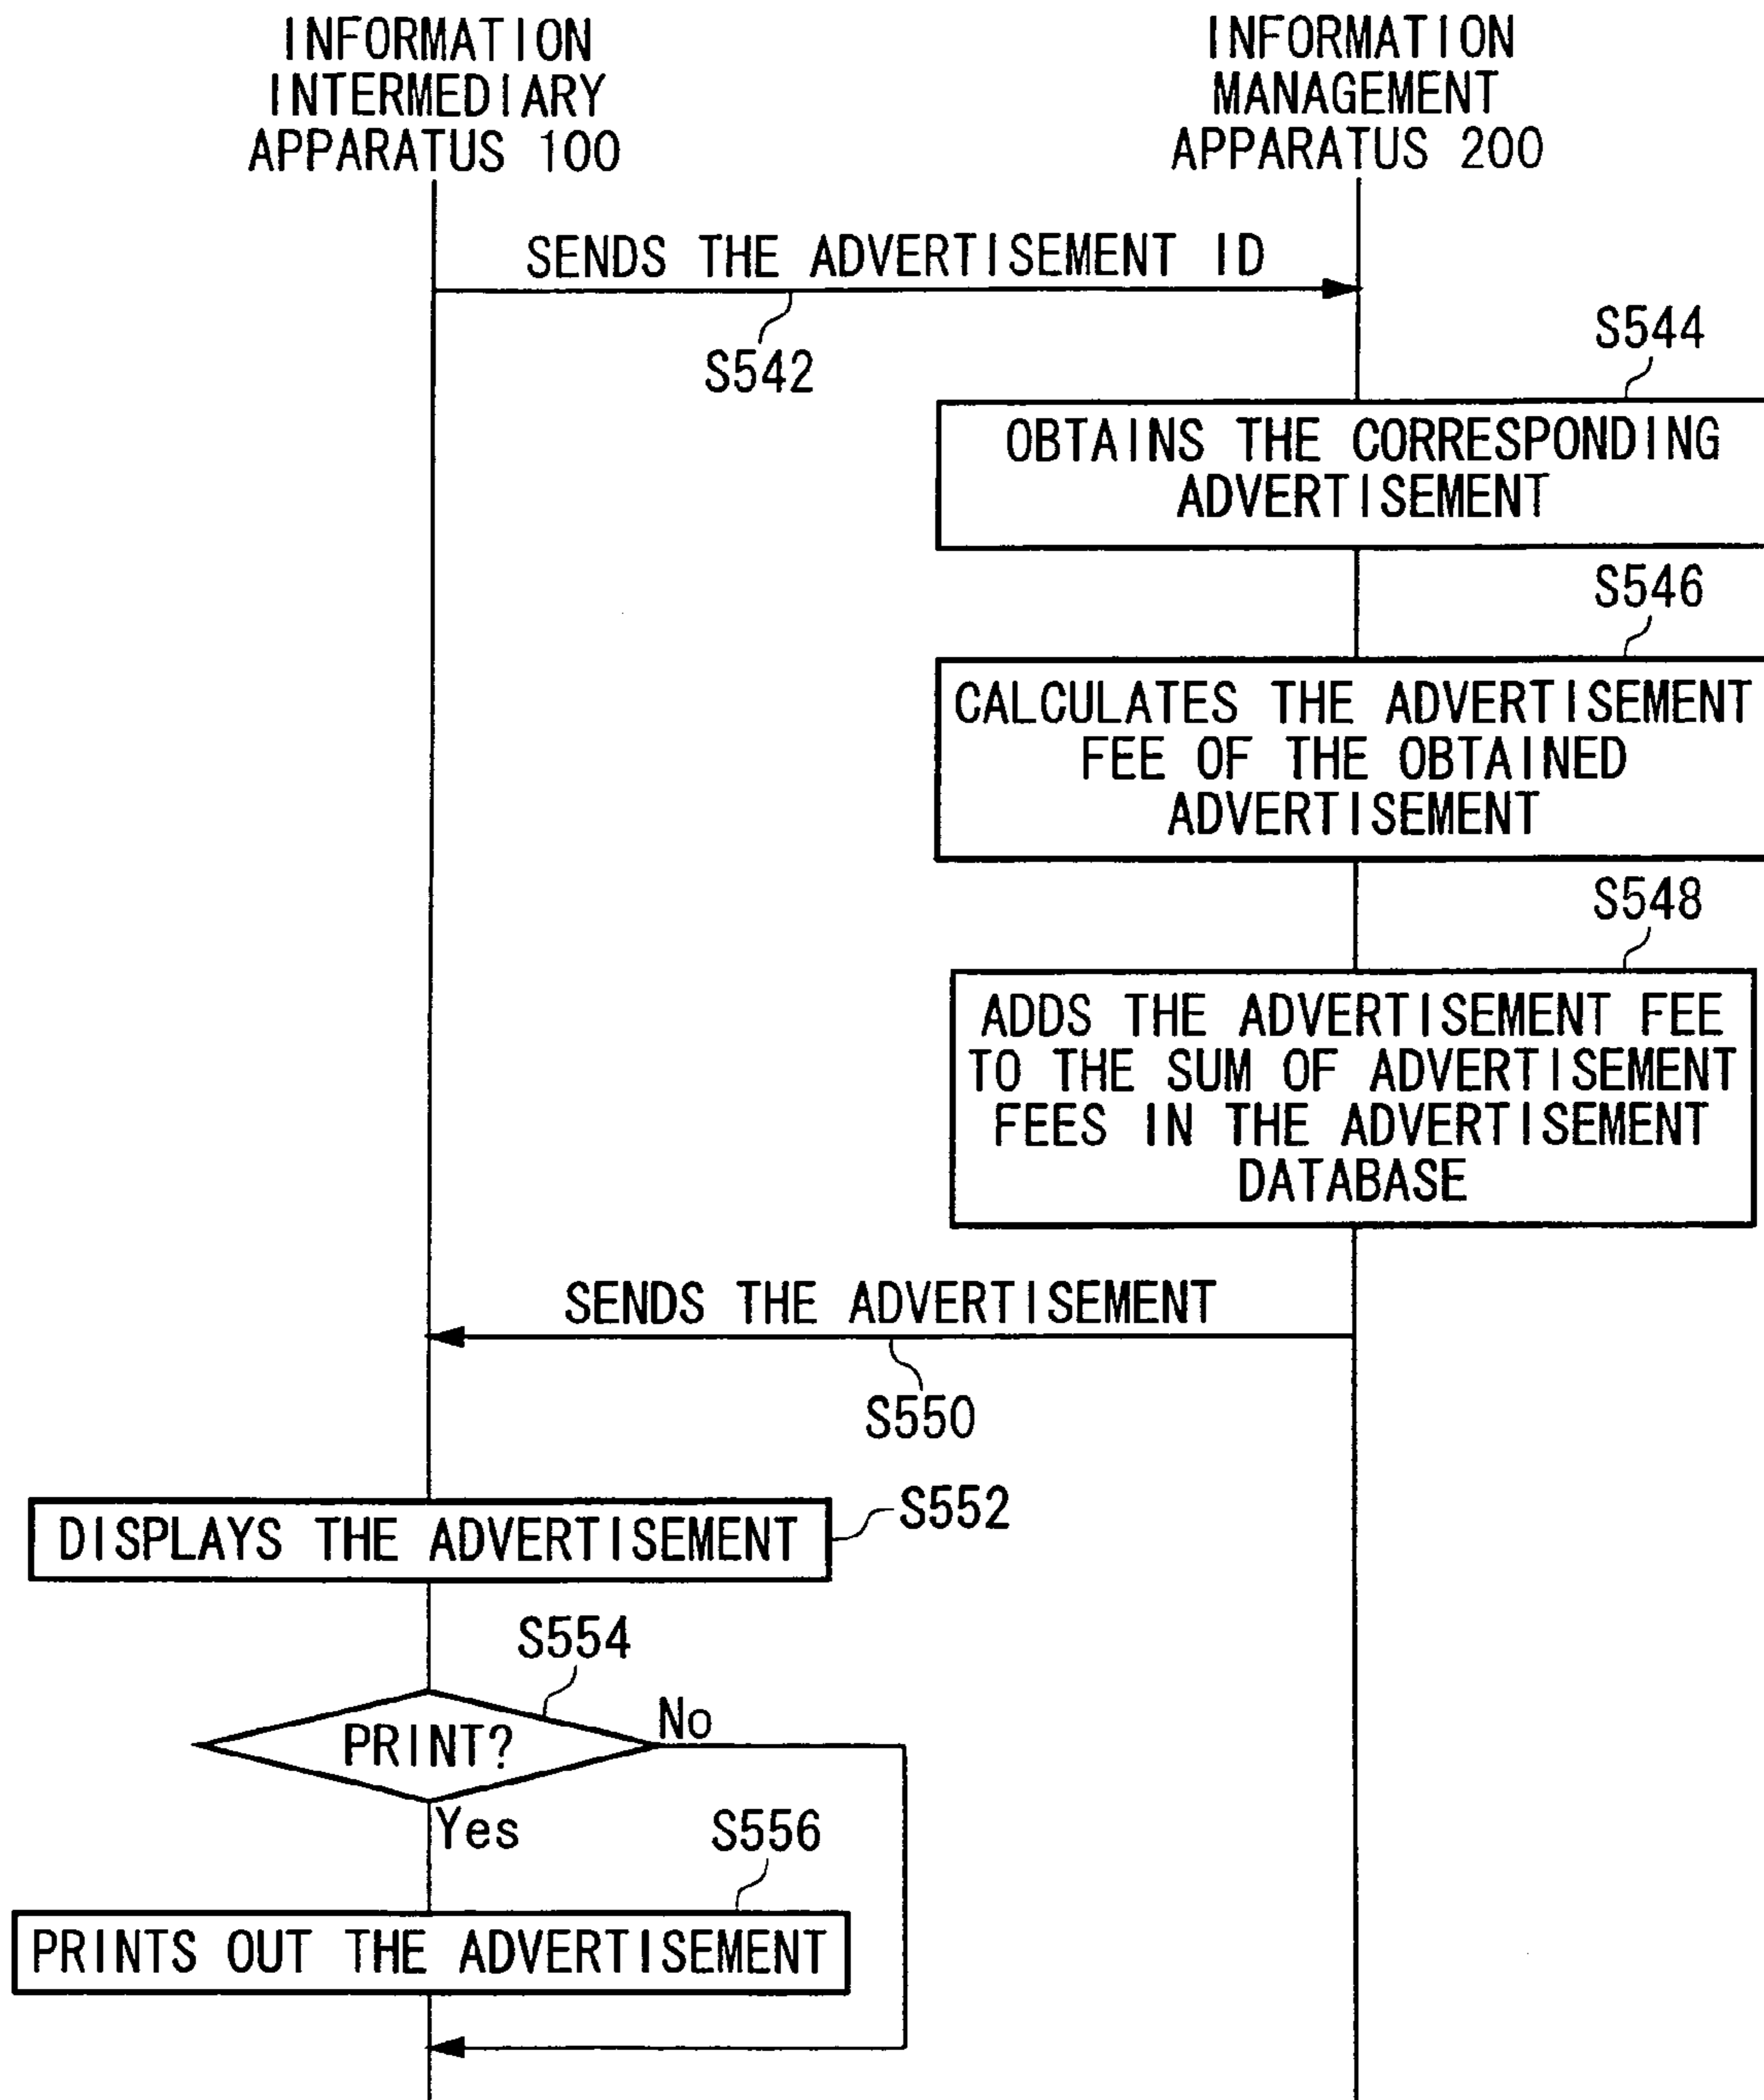 INFORMATION
INTERMEDIARY
APPARATUS 100
INFORMATION
MANAGEMENT
APPARATUS 200
SENDS THE ADVERTISEMENT ID
S542
S544
OBTAINS THE CORRESPONDING
ADVERTISEMENT
S546
CALCULATES THE ADVERTISEMENT
FEE OF THE OBTAINED
ADVERTISEMENT
S548
ADDS THE ADVERTISEMENT FEE
TO THE SUM OF ADVERTISEMENT
FEES IN THE ADVERTISEMENT
DATABASE
SENDS THE ADVERTISEMENT
S550
DISPLAYS THE ADVERTISEMENT
S552
S554
PRINT?
No
Yes
S556
PRINTS OUT THE ADVERTISEMENT